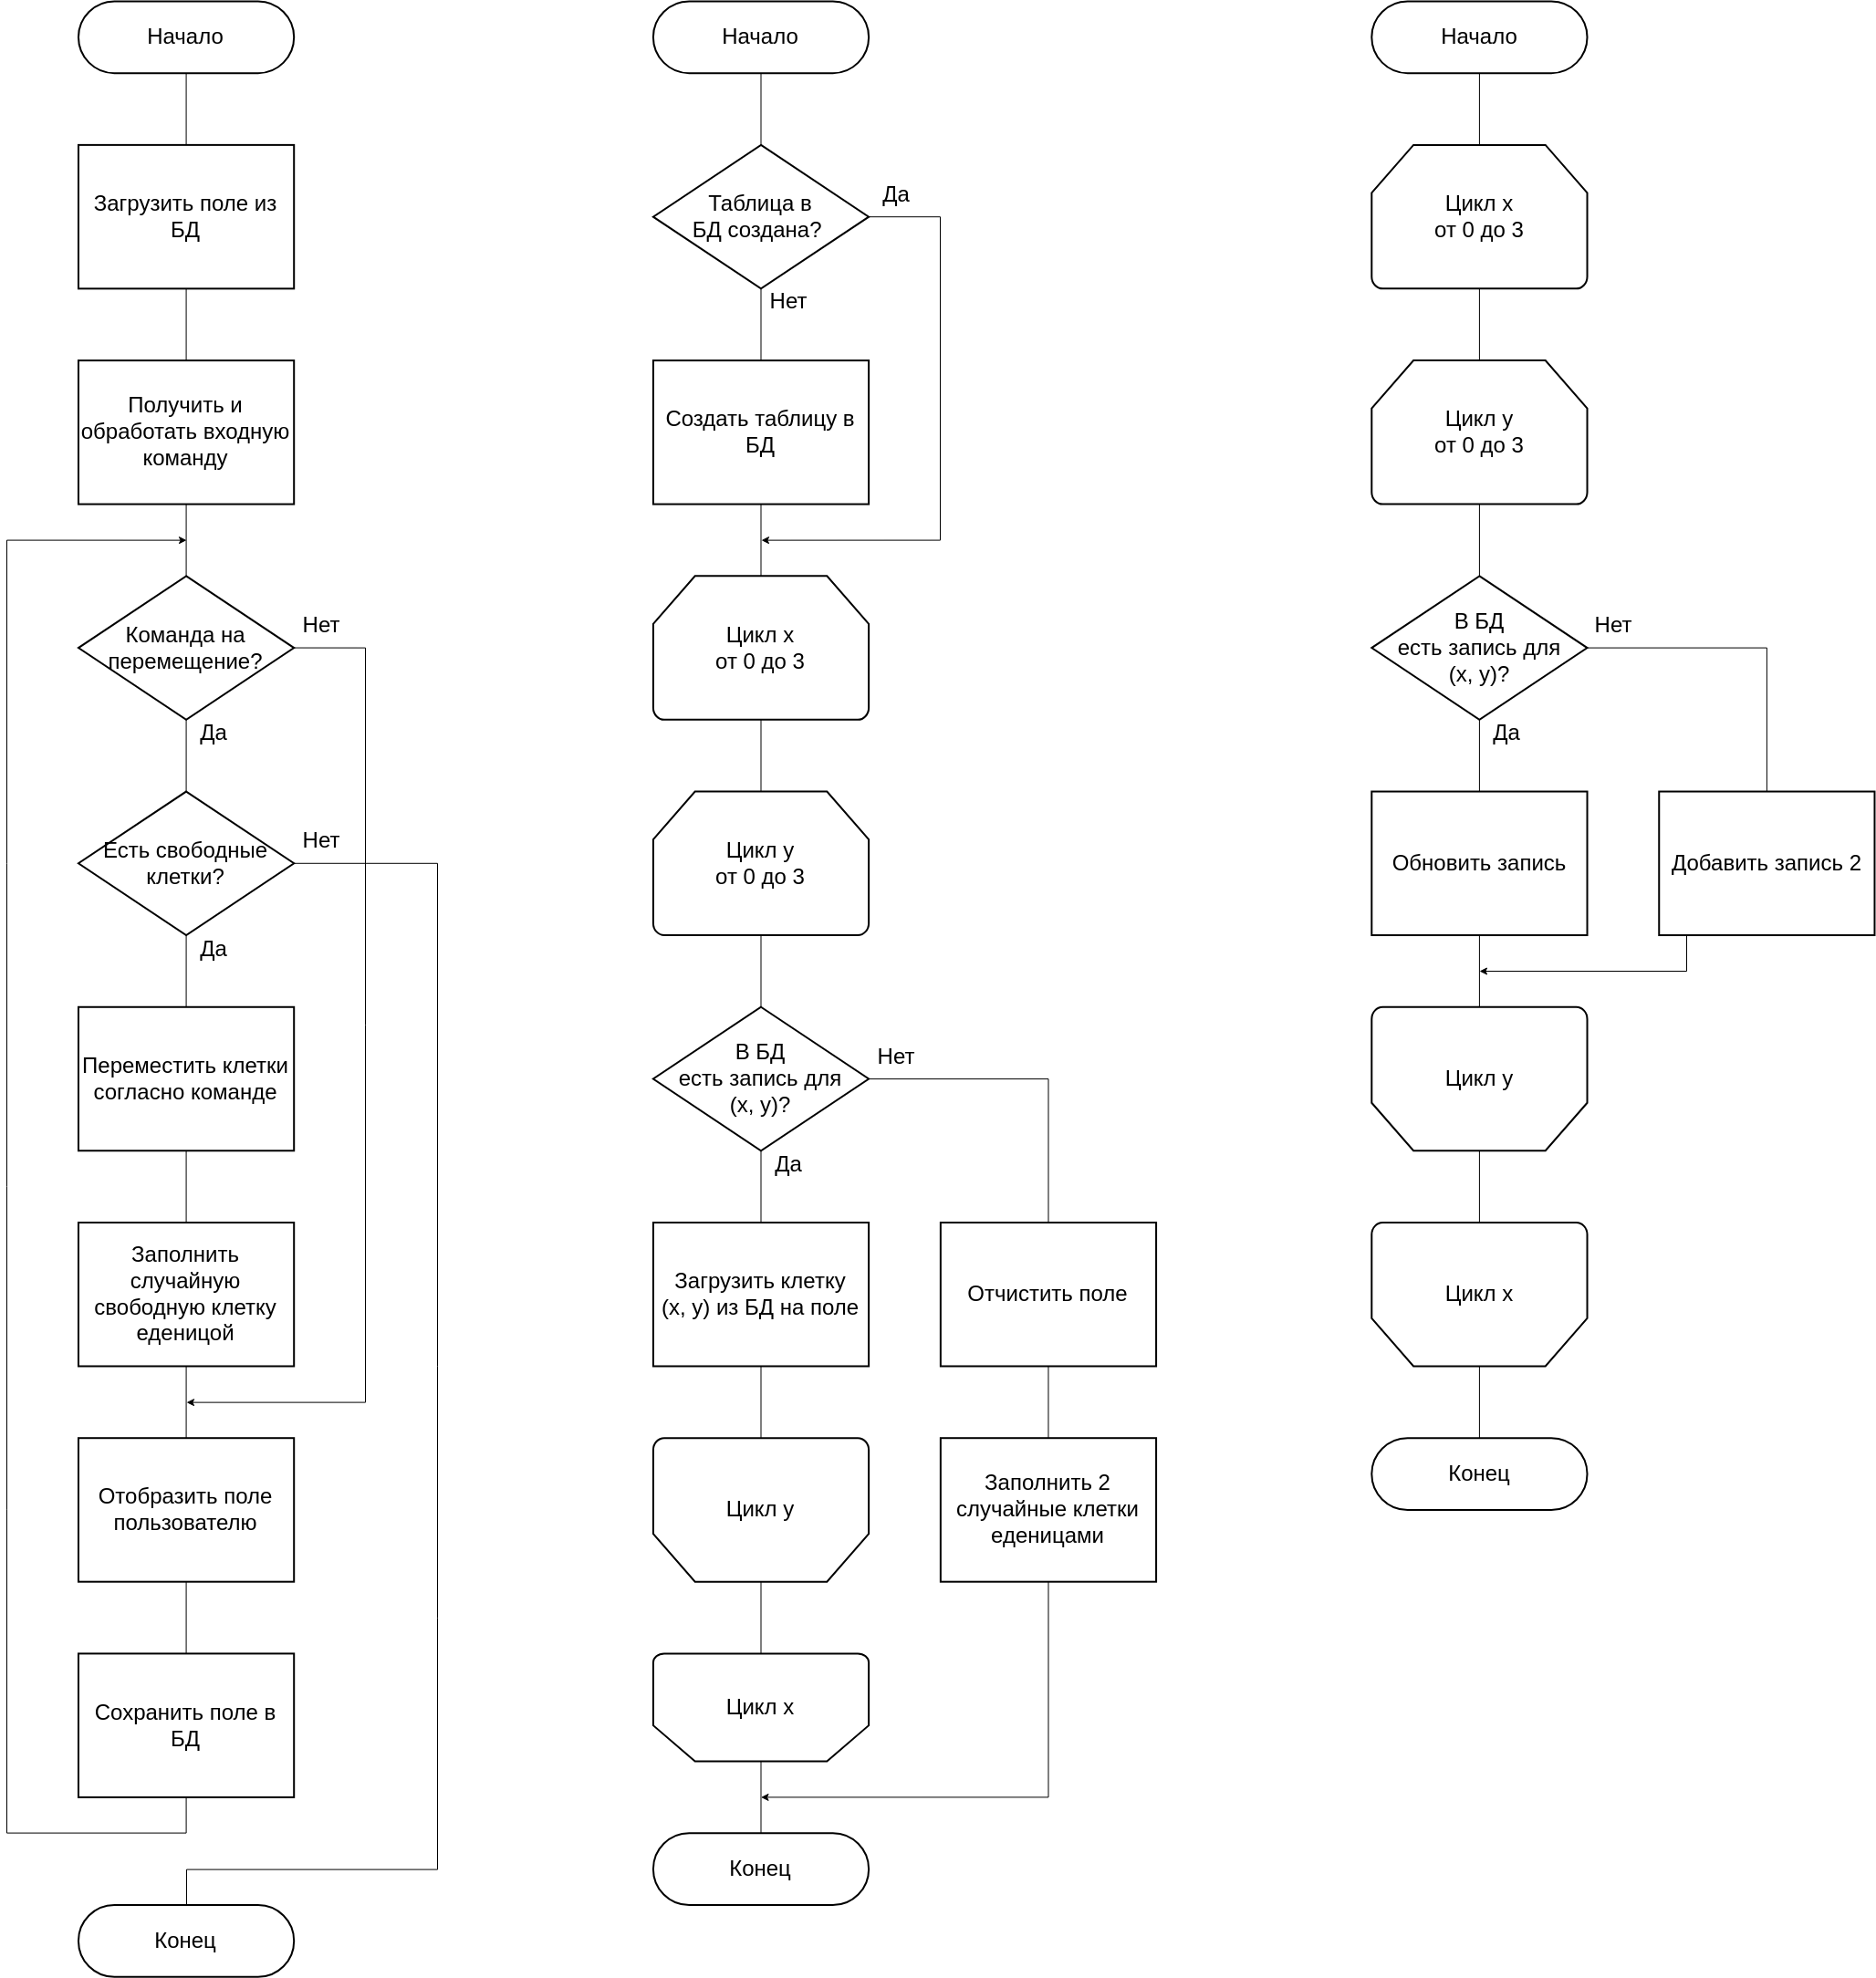 Начало
Загрузить поле из
БД
Получить и
обработать входную
команду
Команда на
перемещение?
Нет
Да
Есть свободные
клетки?
Нет
Да
Переместить клетки
согласно команде
Заполнить
случайную
свободную клетку
еденицой
Отобразить поле
пользователю
Сохранить поле в
БД
Конец
Начало
Таблица в
БД создана?
Да
Нет
Создать таблицу в
БД
Цикл x
от 0 до 3
Цикл y
от 0 до 3
В БД
есть запись для
(x, y)?
Нет
Да
Загрузить клетку
(x, y) из БД на поле
Отчистить поле
Цикл y
Заполнить 2
случайные клетки
еденицами
Цикл x
Конец
Начало
Цикл x
от 0 до 3
Цикл y
от 0 до 3
В БД
есть запись для
(x, y)?
Нет
Да
Обновить запись
Добавить запись 2
Цикл y
Цикл x
Конец